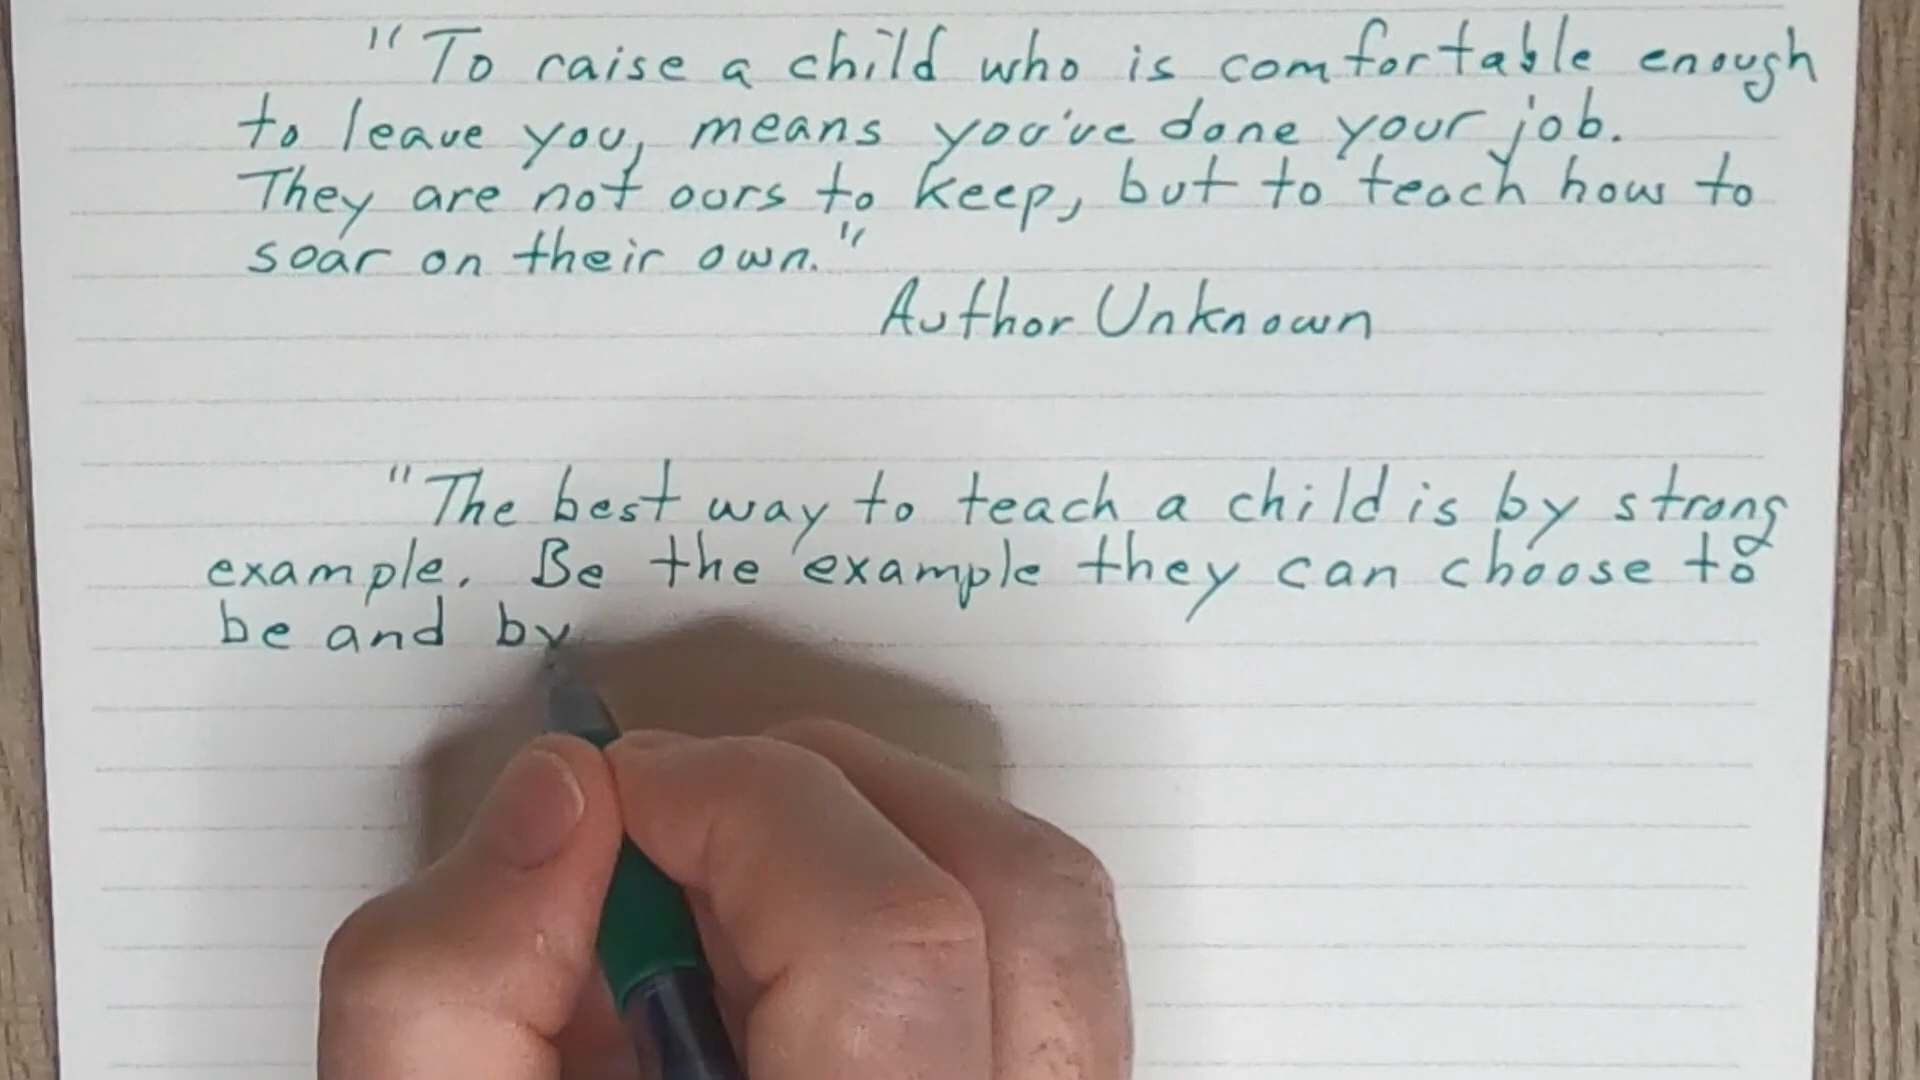 "To raise a child who is comfortable enough
to leave you, means you've done your job.
They are not ours to keep, but to teach how to
soar on their own."
Author Unknown
"The best way to teach a child is by strong
example. Be the example they can choose to
be and by